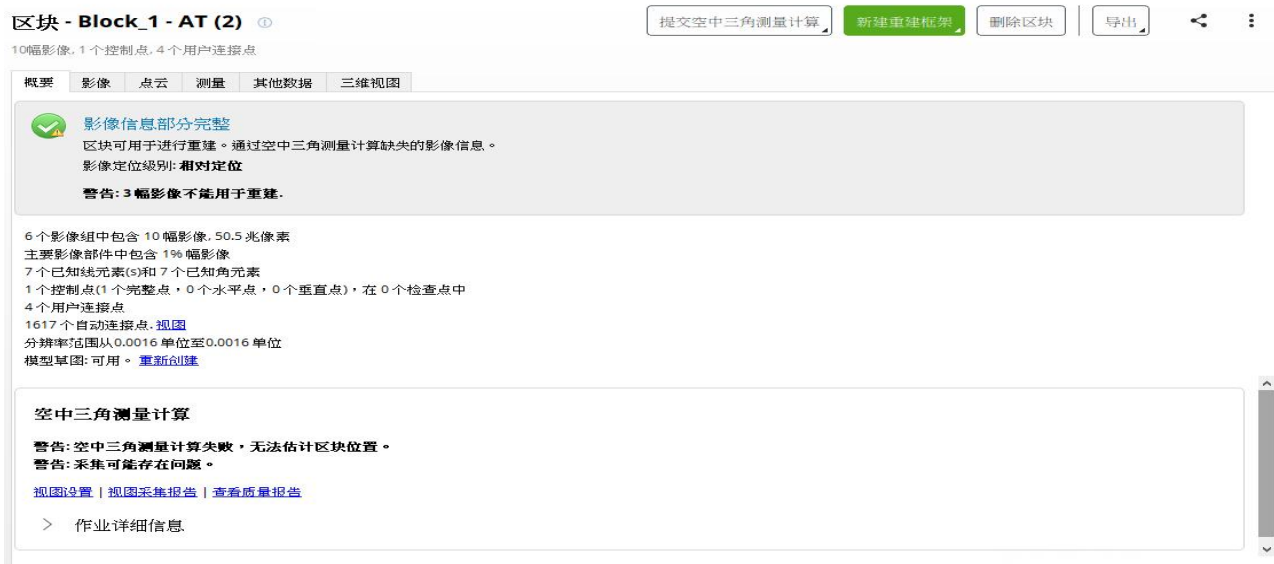 区块 - Block_1 - AT (2)
提交空中三角测量计算 新建重建框架 删除区块 导出
10幅影像, 1 个控制点, 4 个用户连接点
概要 影像 点云 测量 其他数据 三维视图
影像信息部分完整
区块可用于进行重建。通过空中三角测量计算缺失的影像信息。
影像定位级别: 相对定位
警告: 3 幅影像不能用于重建.
6 个影像组中包含 10 幅影像, 50.5 兆像素
主要影像部件中包含 1% 幅影像
7 个已知线元素(s)和 7 个已知角元素
1 个控制点(1 个完整点，0 个水平点，0 个垂直点)，在 0 个检查点中
4 个用户连接点
1617 个自动连接点. 视图
分辨率范围从0.0016 单位至0.0016 单位
模型草图: 可用。 重新创建
空中三角测量计算
警告: 空中三角测量计算失败，无法估计区块位置。
警告: 采集可能存在问题。
视图设置 | 视图采集报告 | 查看质量报告
作业详细信息